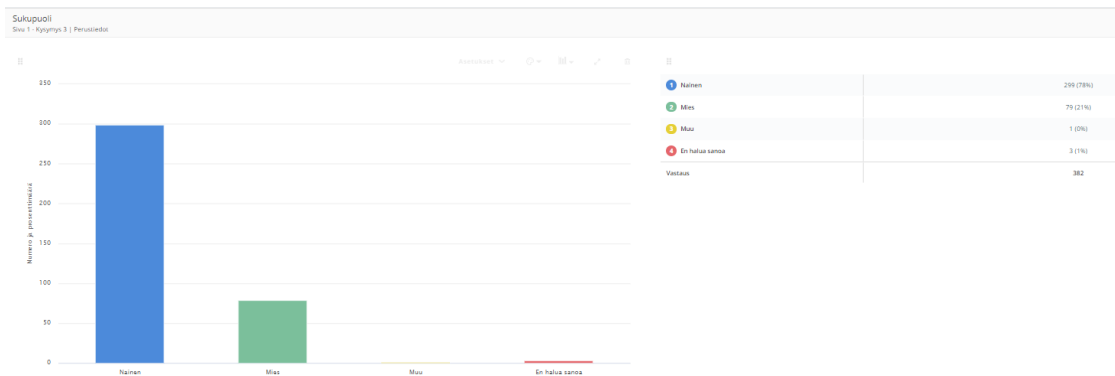 Sukupuoli
Sivu 1 - Kysymys 3 | Perustiedot
350
300
250
200
150
100
50
0
Numero ja prosenttimäärä
Nainen
Mies
Muu
En halua sanoa
1 Nainen 299 (78%)
2 Mies 79 (21%)
3 Muu 1 (0%)
4 En halua sanoa 3 (1%)
Vastaus 382